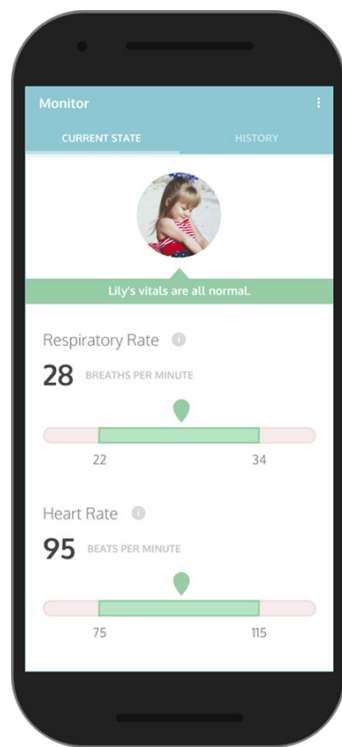 Monitor
CURRENT STATE HISTORY
Lily's vitals are all normal.
Respiratory Rate i
28 BREATHS PER MINUTE
22 34
Heart Rate i
95 BEATS PER MINUTE
75 115